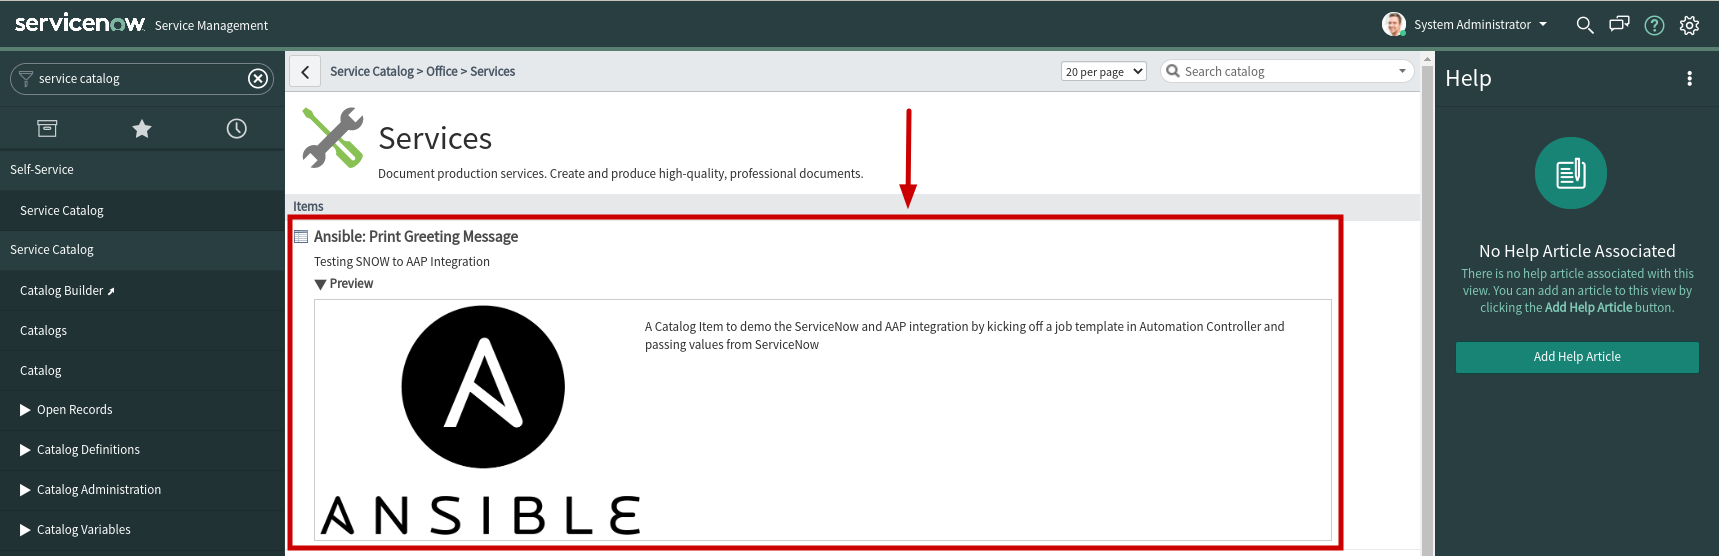 servicenow Service Management
System Administrator
service catalog
Self-Service
Service Catalog
Service Catalog
Catalog Builder
Catalogs
Catalog
Open Records
Catalog Definitions
Catalog Administration
Catalog Variables
Service Catalog > Office > Services
20 per page
Search catalog
Services
Document production services. Create and produce high-quality, professional documents.
Items
Ansible: Print Greeting Message
Testing SNOW to AAP Integration
Preview
A Catalog Item to demo the ServiceNow and AAP integration by kicking off a job template in Automation Controller and
passing values from ServiceNow
ANSIBLE
Help
No Help Article Associated
There is no help article associated with this
view. You can add an article to this view by
clicking the Add Help Article button.
Add Help Article